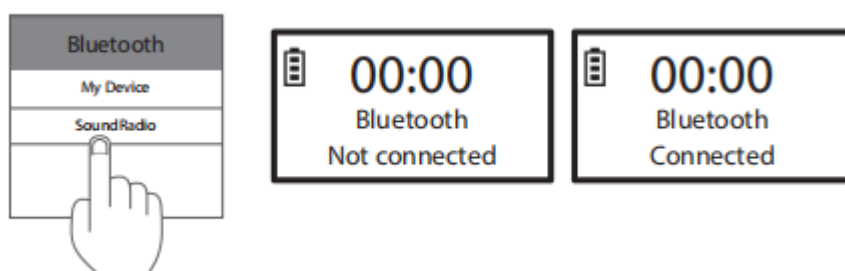 Bluetooth
My Device
SoundRadio
00:00
Bluetooth
Not connected
00:00
Bluetooth
Connected